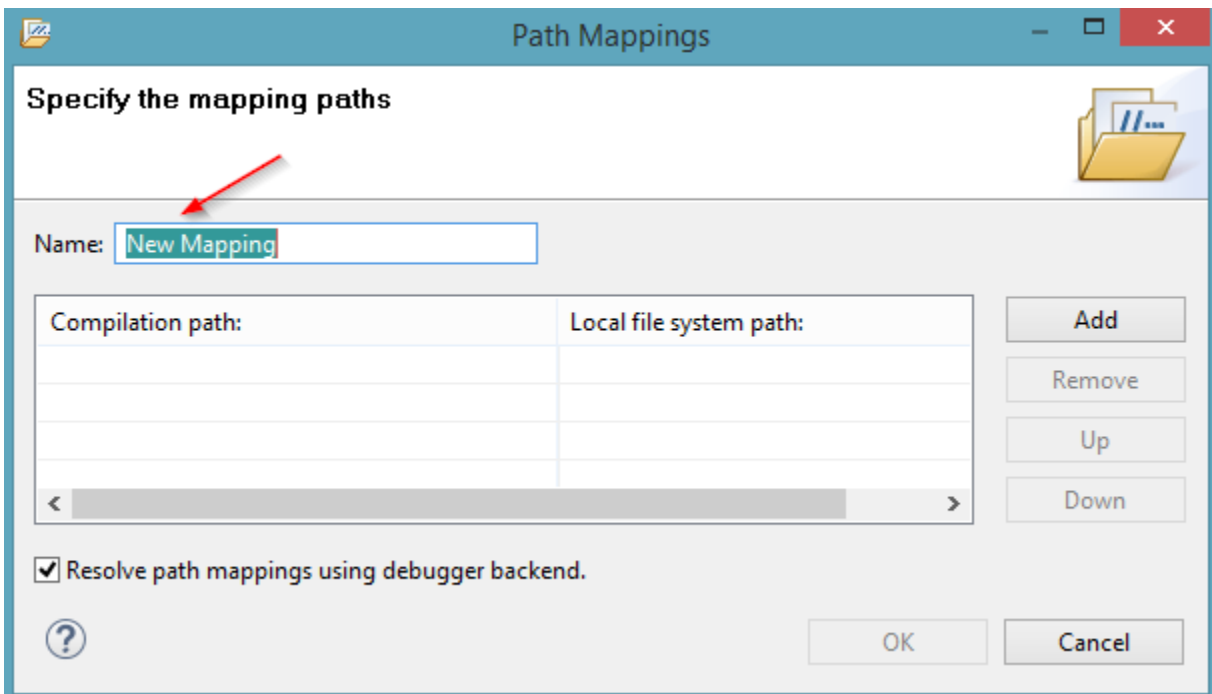 Path Mappings
Specify the mapping paths
//...
Name: New Mapping
Compilation path: Local file system path: Add
Remove
Up
Down
Resolve path mappings using debugger backend.
? OK Cancel